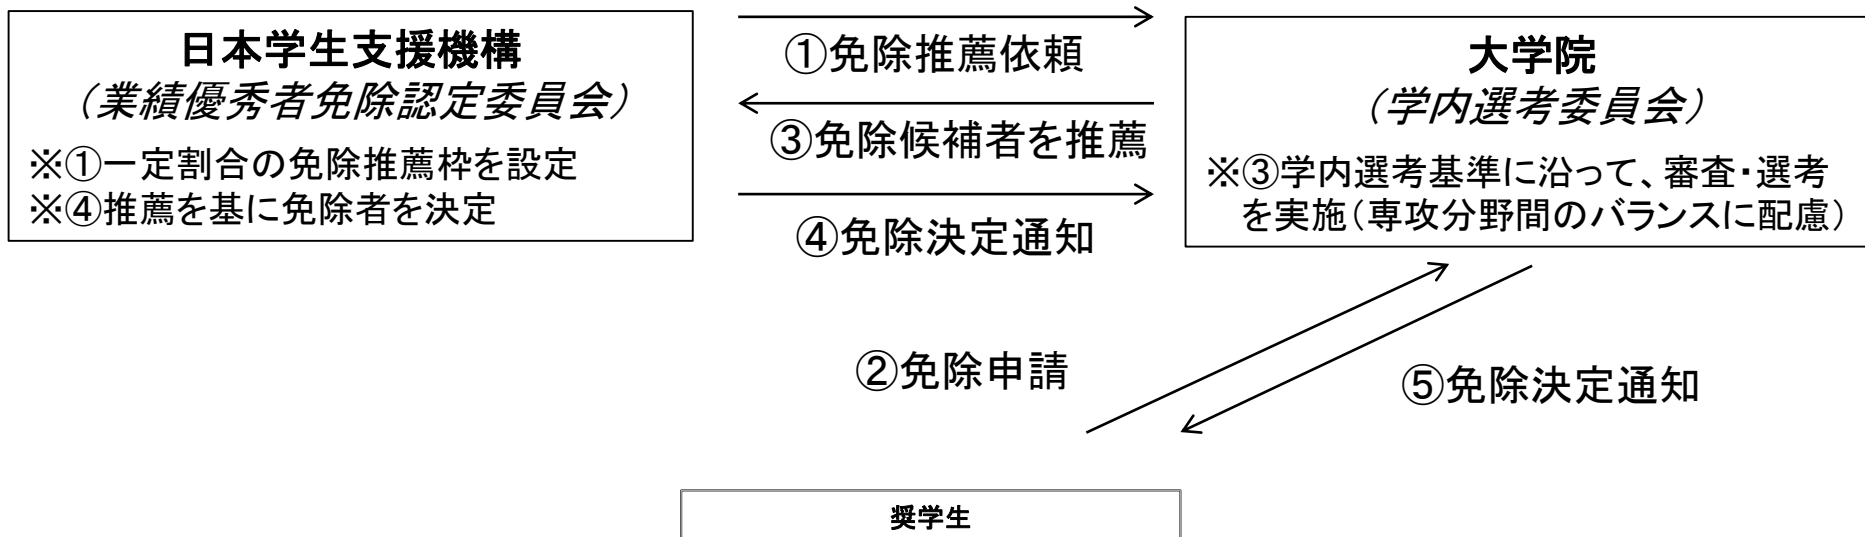 日本学生支援機構
（業績優秀者免除認定委員会）
※①一定割合の免除推薦枠を設定
※④推薦を基に免除者を決定
①免除推薦依頼
③免除候補者を推薦
④免除決定通知
大学院
（学内選考委員会）
※③学内選考基準に沿って、審査・選考
を実施（専攻分野間のバランスに配慮）
②免除申請
⑤免除決定通知
奨学生